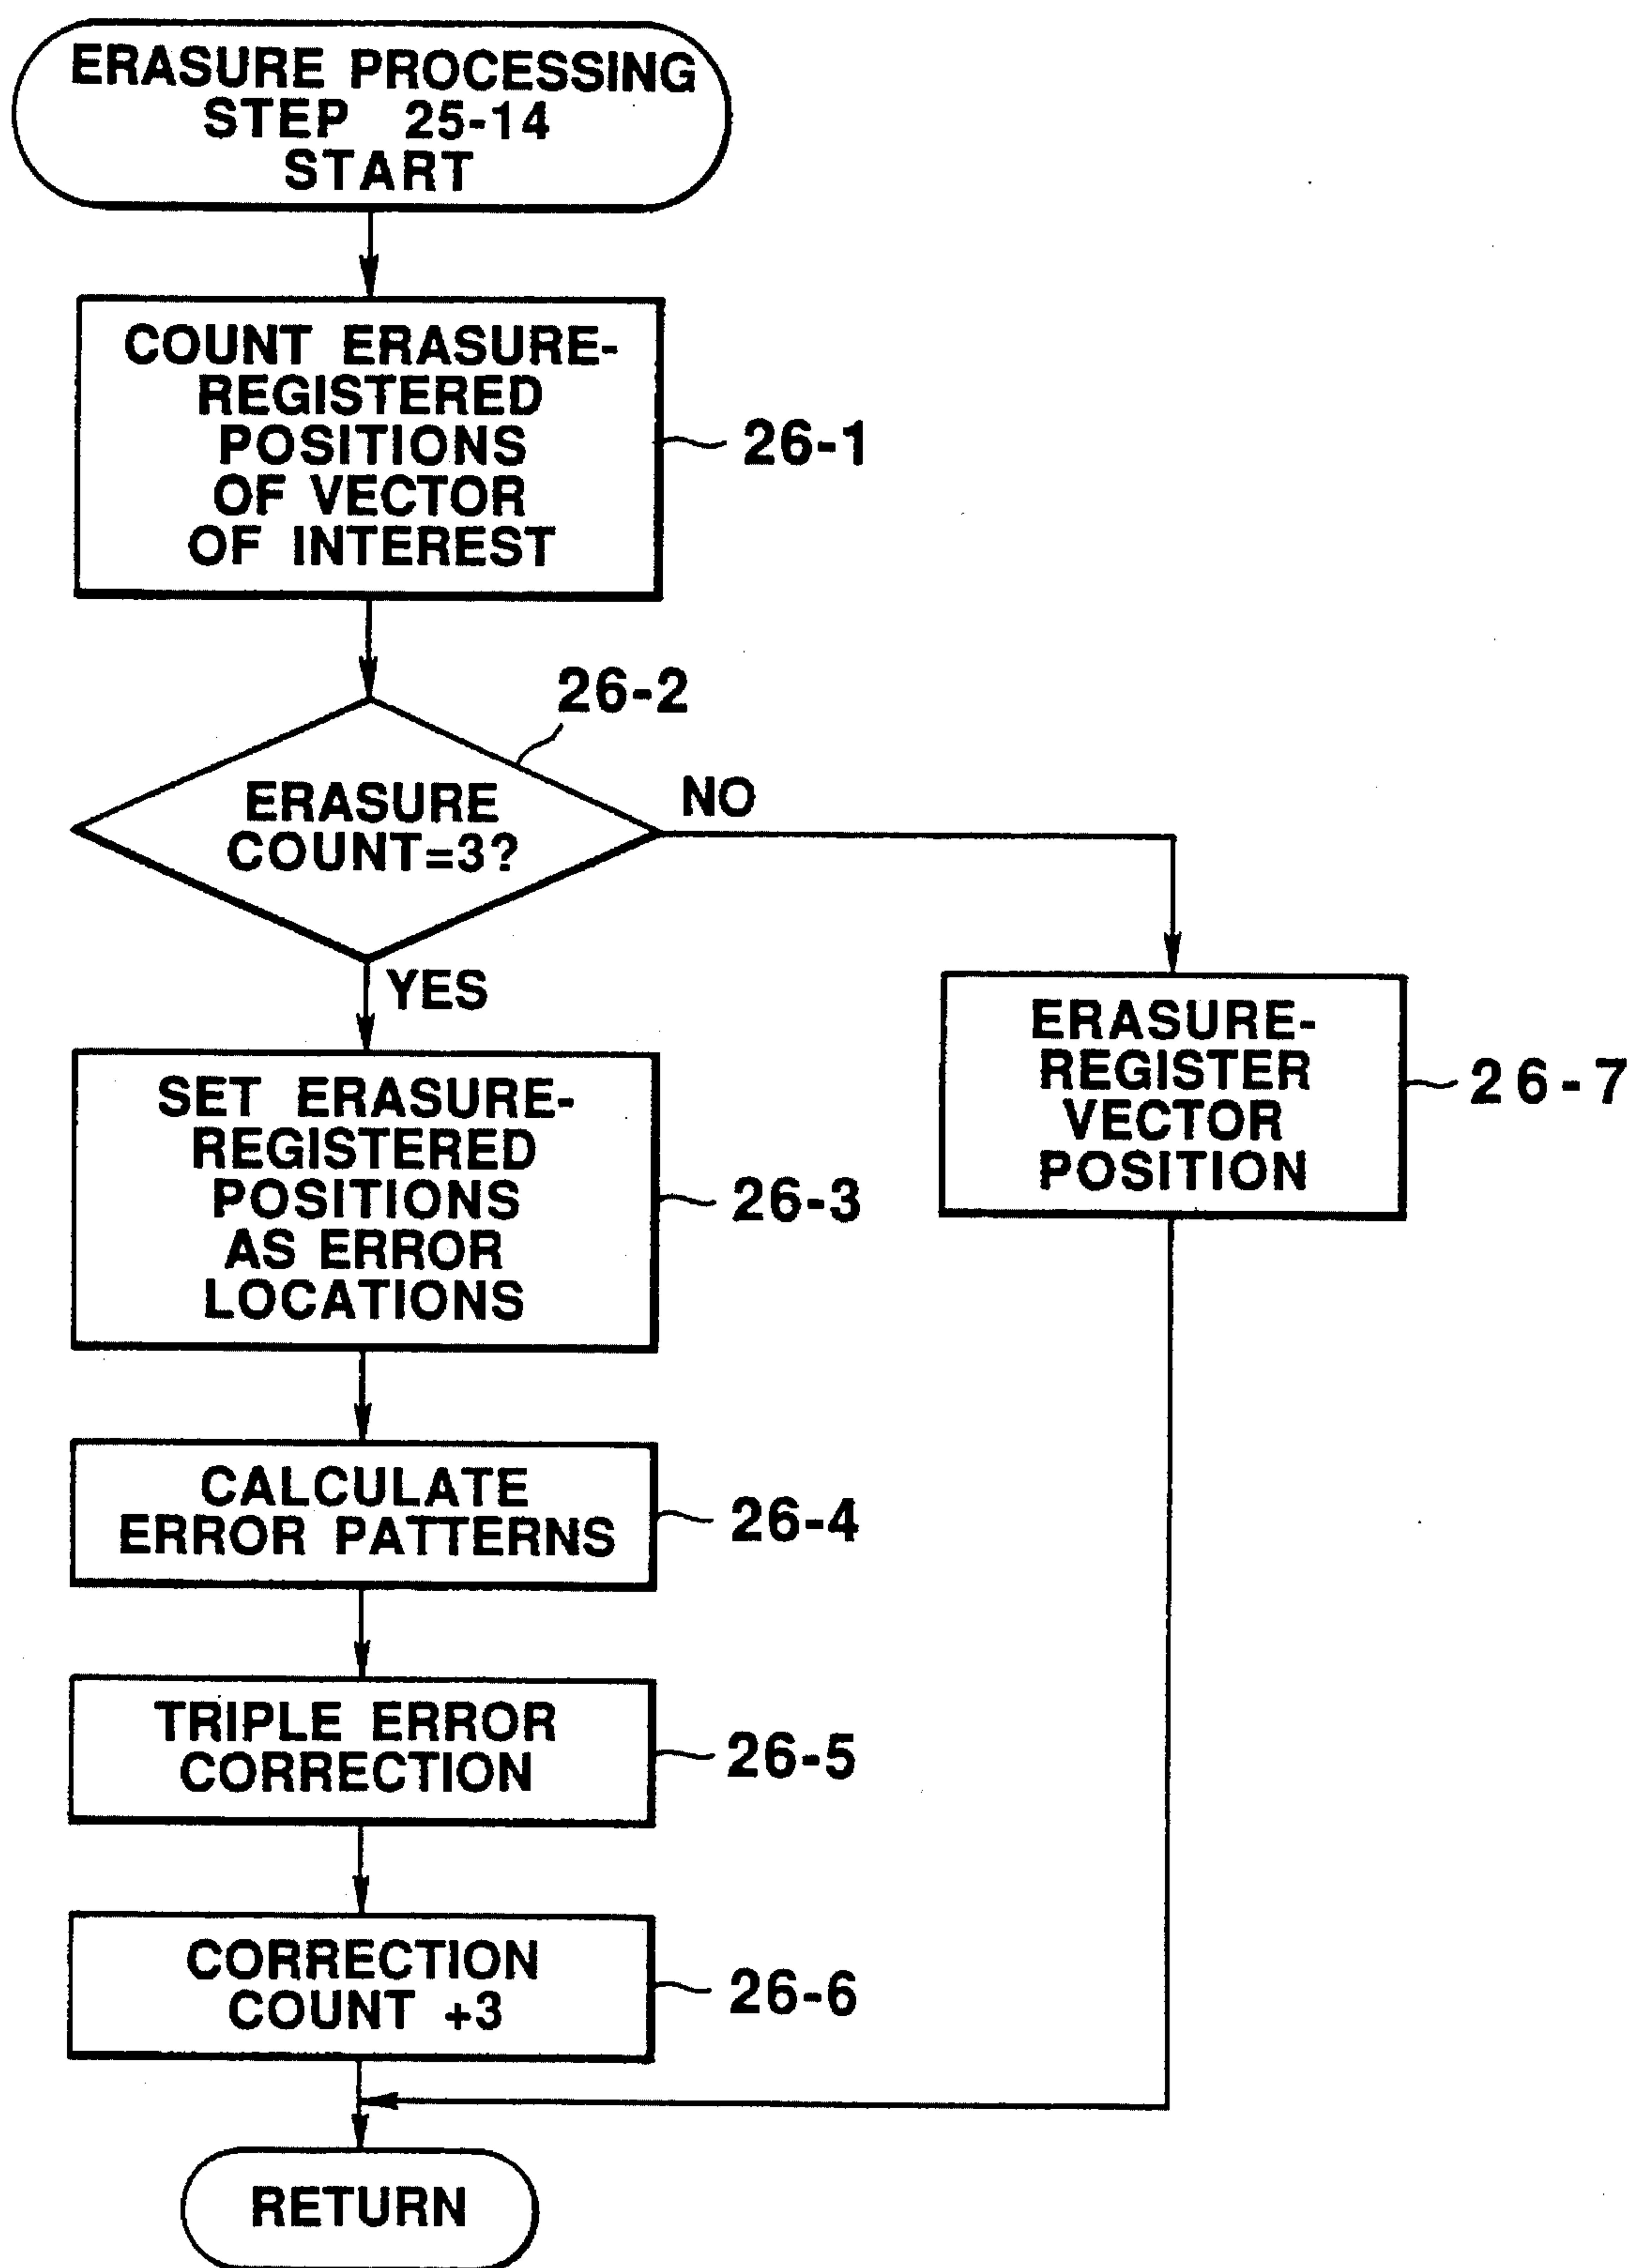 ERASURE PROCESSING
STEP 25-14
START
COUNT ERASURE-
REGISTERED
POSITIONS
OF VECTOR
OF INTEREST
26-1
26-2
ERASURE
COUNT=3?
NO
YES
ERASURE-
REGISTER
VECTOR
POSITION
26-7
SET ERASURE-
REGISTERED
POSITIONS
AS ERROR
LOCATIONS
26-3
CALCULATE
ERROR PATTERNS
26-4
TRIPLE ERROR
CORRECTION
26-5
CORRECTION
COUNT +3
26-6
RETURN